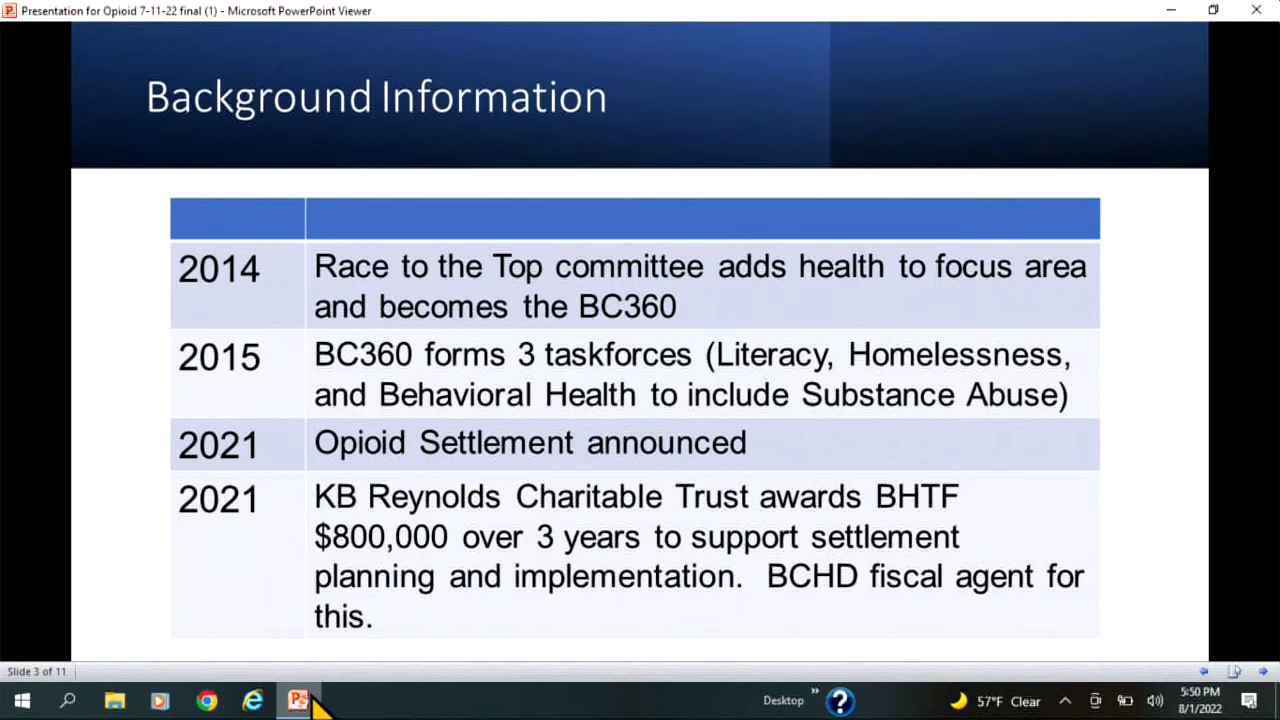 Presentation for Opioid 7-11-22 final (1) - Microsoft PowerPoint Viewer
Background Information
2014
Race to the Top committee adds health to focus area
and becomes the BC360
2015
BC360 forms 3 taskforces (Literacy, Homelessness,
and Behavioral Health to include Substance Abuse)
2021
Opioid Settlement announced
2021
KB Reynolds Charitable Trust awards BHTF
$800,000 over 3 years to support settlement
planning and implementation. BCHD fiscal agent for
this.
Slide 3 of 11
Desktop
57°F Clear
5:50 PM
8/1/2022